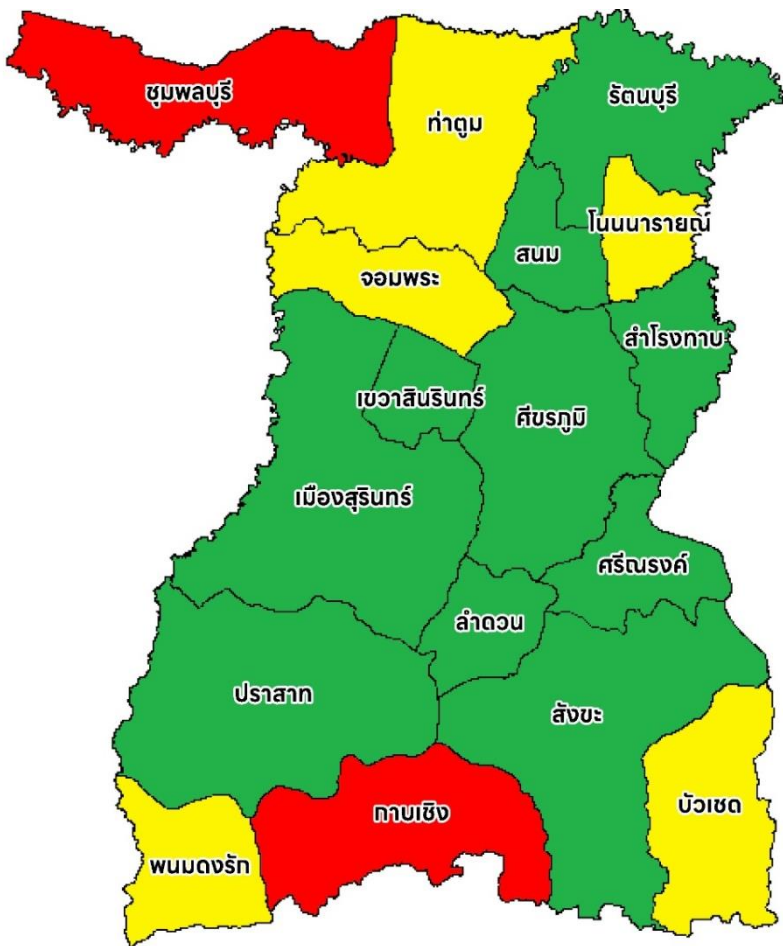 ชุมพลบุรี
ท่าตูม
รัตนบุรี
โนนนารายณ์
สนม
จอมพระ
สำโรงทาบ
เขวาสินรินทร์
ศีขรภูมิ
เมืองสุรินทร์
ศรีณรงค์
ลำดวน
ปราสาท
สังขะ
กาบเชิง
บัวเชด
พนมดงรัก